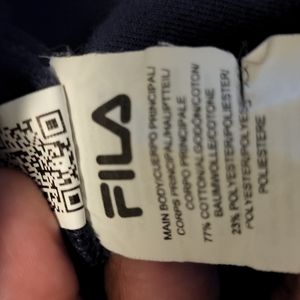 FILA
MAIN BODY/CUERPO PRINCIPAL/
CORPS PRINCIPAL/HAUPTTEIL/
CORPO PRINCIPALE
77% COTTON/ALGODÓN/COTON/
BAUMWOLLE/COTONE
23% POLYESTER/POLIÉSTER/
POLYESTER/POLYESTER/
POLIESTERE